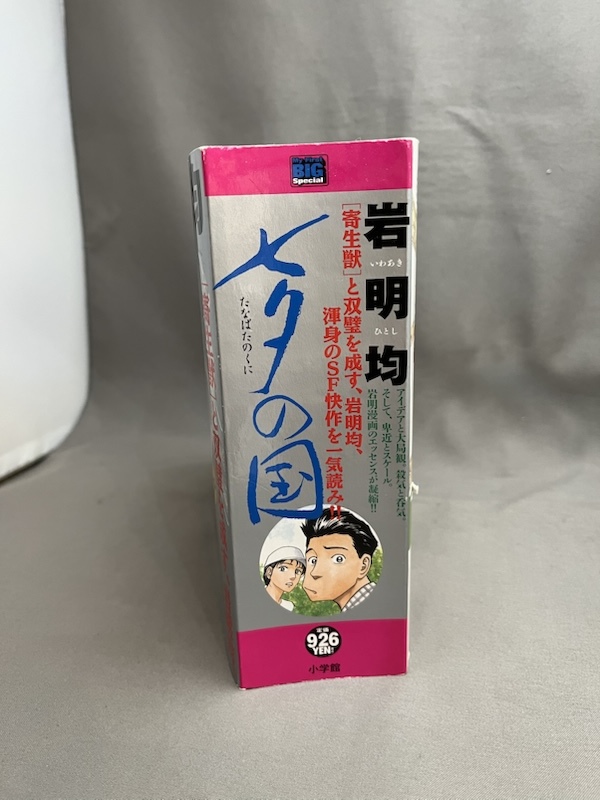 My First
BIG
Special
岩明均
いわあき
ひとし
[寄生獣]と双璧を成す、岩明均、
渾身のSF快作を一気読み!!
七夕の国
たなばたのくに
アイデアと大局観。殺気と呑気。
そして、卑近とスケール。
岩明漫画のエッセンスが凝縮!!
定価
926
YEN!
小学館